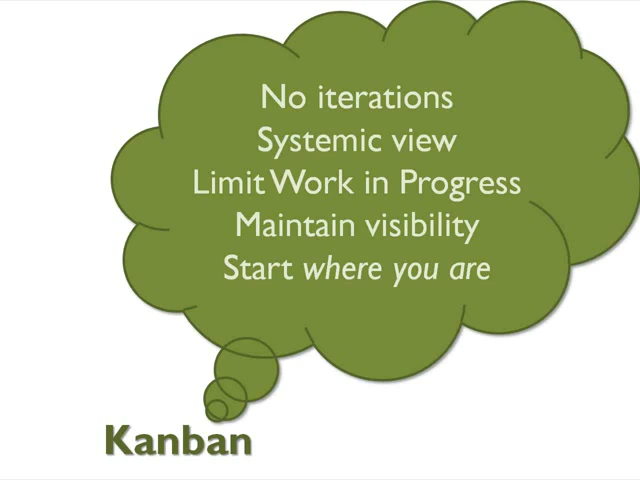 No iterations
Systemic view
Limit Work in Progress
Maintain visibility
Start where you are
Kanban